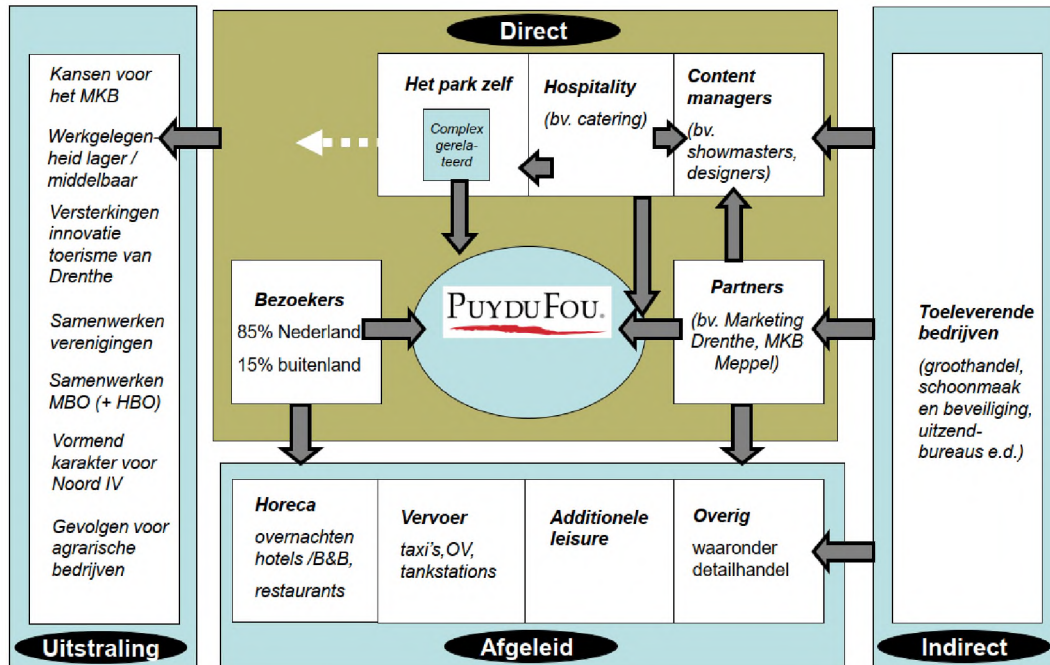 Direct
Kansen voor
het MKB
Werkgelegen-
heid lager /
middelbaar
Versterkingen
innovatie
toerisme van
Drenthe
Samenwerken
verenigingen
Samenwerken
MBO (+ HBO)
Vormend
karakter voor
Noord IV
Gevolgen voor
agrarische
bedrijven
Uitstraling
Het park zelf
Complex
gerela-
teerd
Hospitality
(bv. catering)
Content
managers
(bv.
showmasters,
designers)
Bezoekers
85% Nederland
15% buitenland
PUYDUFOU®
Partners
(bv. Marketing
Drenthe, MKB
Meppel)
Horeca
overnachten
hotels /B&B,
restaurants
Vervoer
taxi's,OV,
tankstations
Additionele
leisure
Overig
waaronder
detailhandel
Afgeleid
Toeleverende
bedrijven
(groothandel,
schoonmaak
en beveiliging,
uitzend-
bureaus e.d.)
Indirect